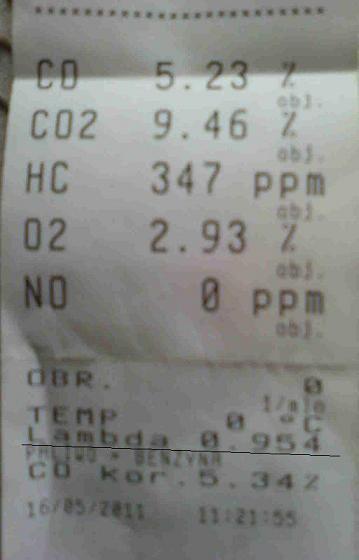 CO 5.23 %
obj.
CO2 9.46 %
obj.
HC 347 ppm
obj.
O2 2.93 %
obj.
NO 0 ppm
obj.
OBR. 0
1/min
TEMP 0 °C
Lambda 0.954
PALIWO = BENZYNA
CO kor. 5.34%
16/05/2011 11:21:55